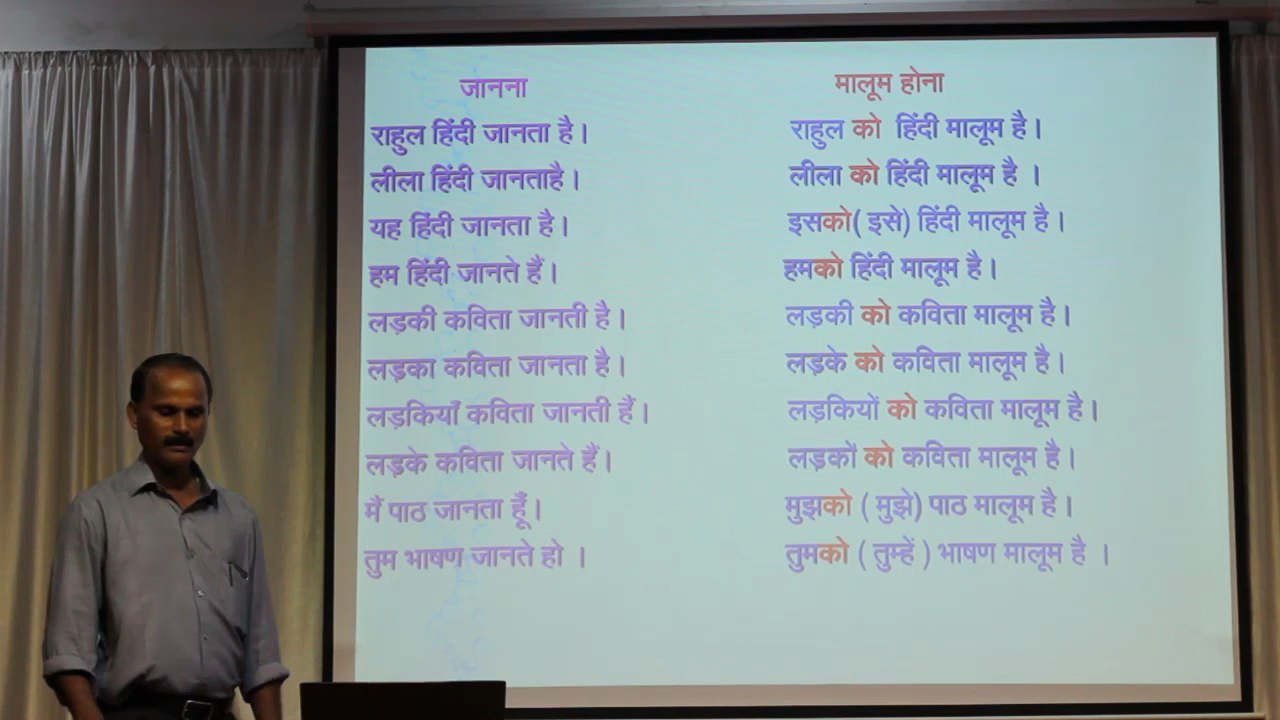 जानना
राहुल हिंदी जानता है।
लीला हिंदी जानताहै।
यह हिंदी जानता है।
हम हिंदी जानते हैं।
लड़की कविता जानती है।
लड़का कविता जानता है।
लड़कियाँ कविता जानती हैं।
लड़के कविता जानते हैं।
मैं पाठ जानता हूँ।
तुम भाषण जानते हो ।
मालूम होना
राहुल को हिंदी मालूम है।
लीला को हिंदी मालूम है ।
इसको( इसे) हिंदी मालूम है।
हमको हिंदी मालूम है।
लड़की को कविता मालूम है।
लड़के को कविता मालूम है।
लड़कियों को कविता मालूम है।
लड़कों को कविता मालूम है।
मुझको ( मुझे) पाठ मालूम है।
तुमको ( तुम्हें ) भाषण मालूम है ।